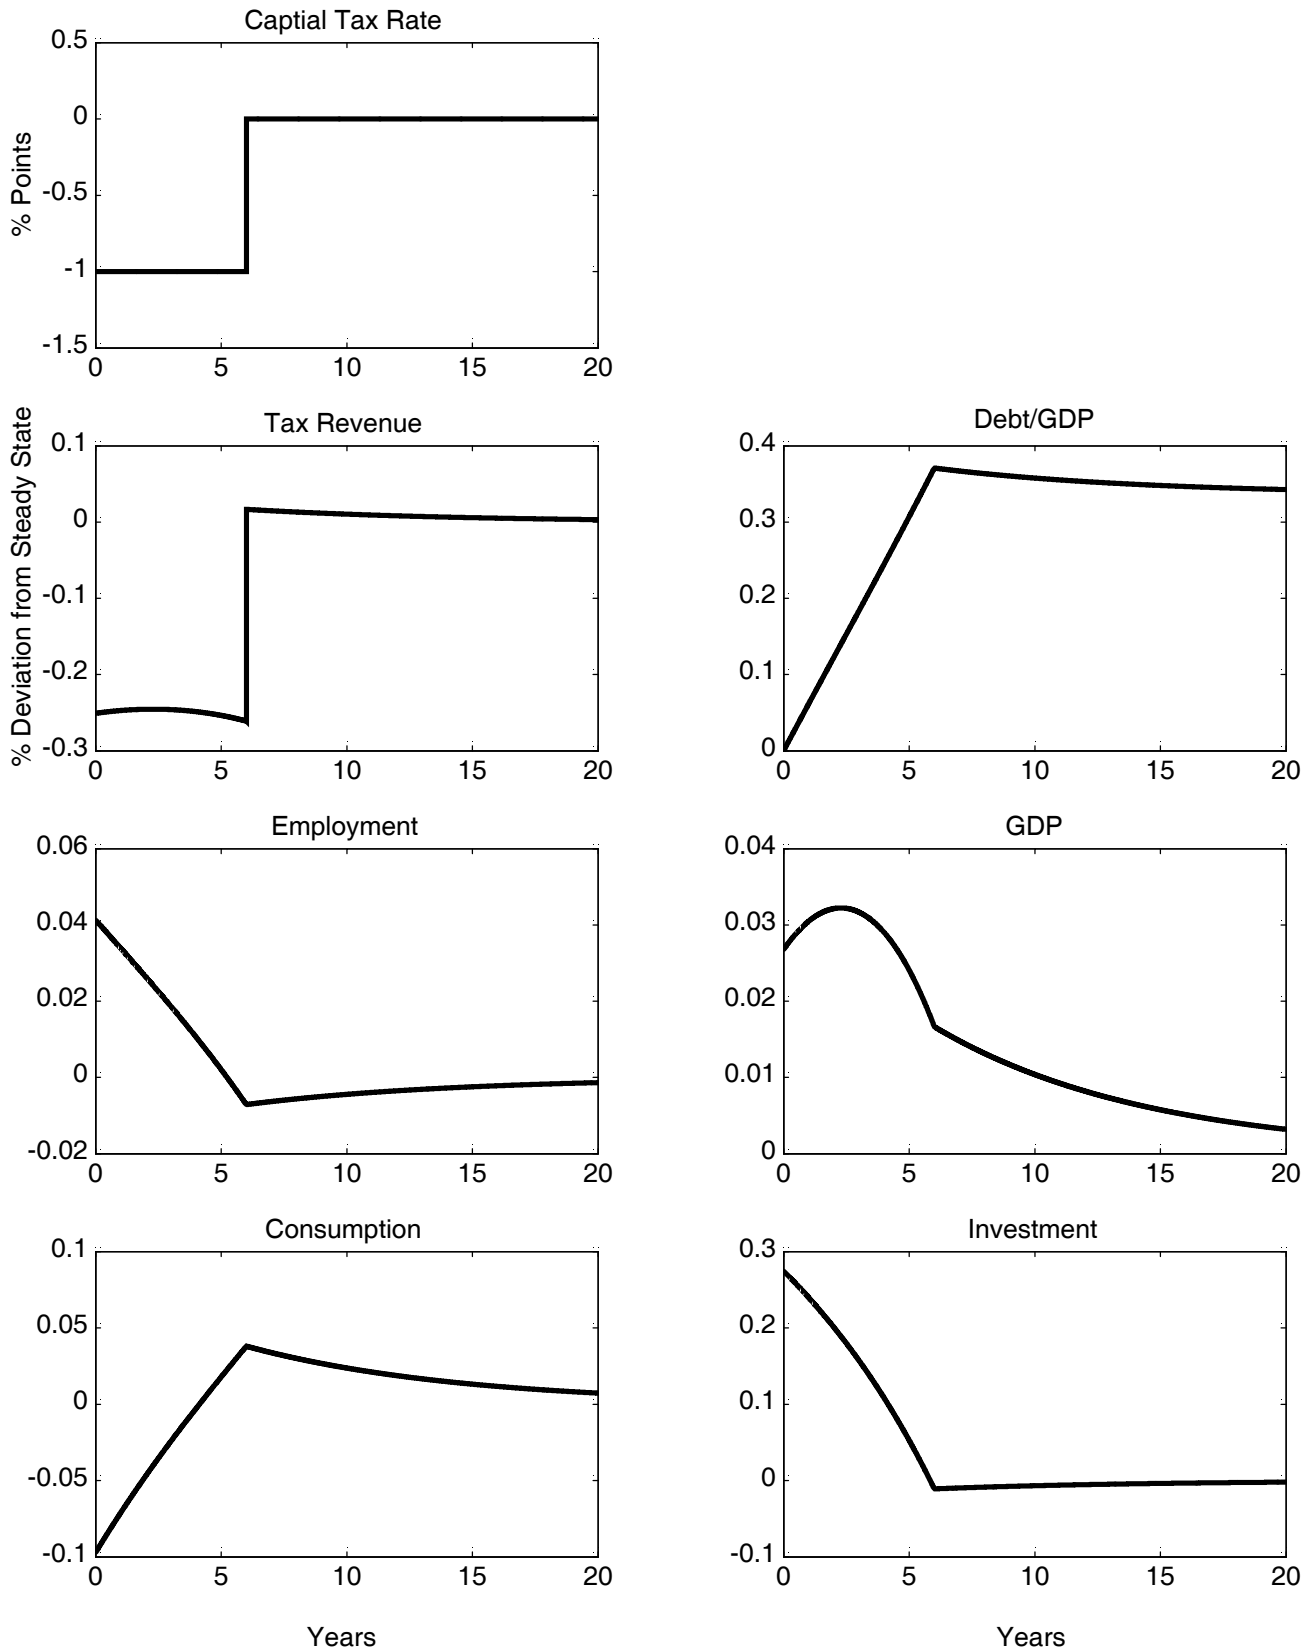 Captial Tax Rate
0.5
0
-0.5
-1
-1.5
% Points
0 5 10 15 20
Tax Revenue
0.1
0
-0.1
-0.2
-0.3
% Deviation from Steady State
0 5 10 15 20
Debt/GDP
0.4
0.3
0.2
0.1
0
0 5 10 15 20
Employment
0.06
0.04
0.02
0
-0.02
0 5 10 15 20
GDP
0.04
0.03
0.02
0.01
0
0 5 10 15 20
Consumption
0.1
0.05
0
-0.05
-0.1
0 5 10 15 20
Years
Investment
0.3
0.2
0.1
0
-0.1
0 5 10 15 20
Years